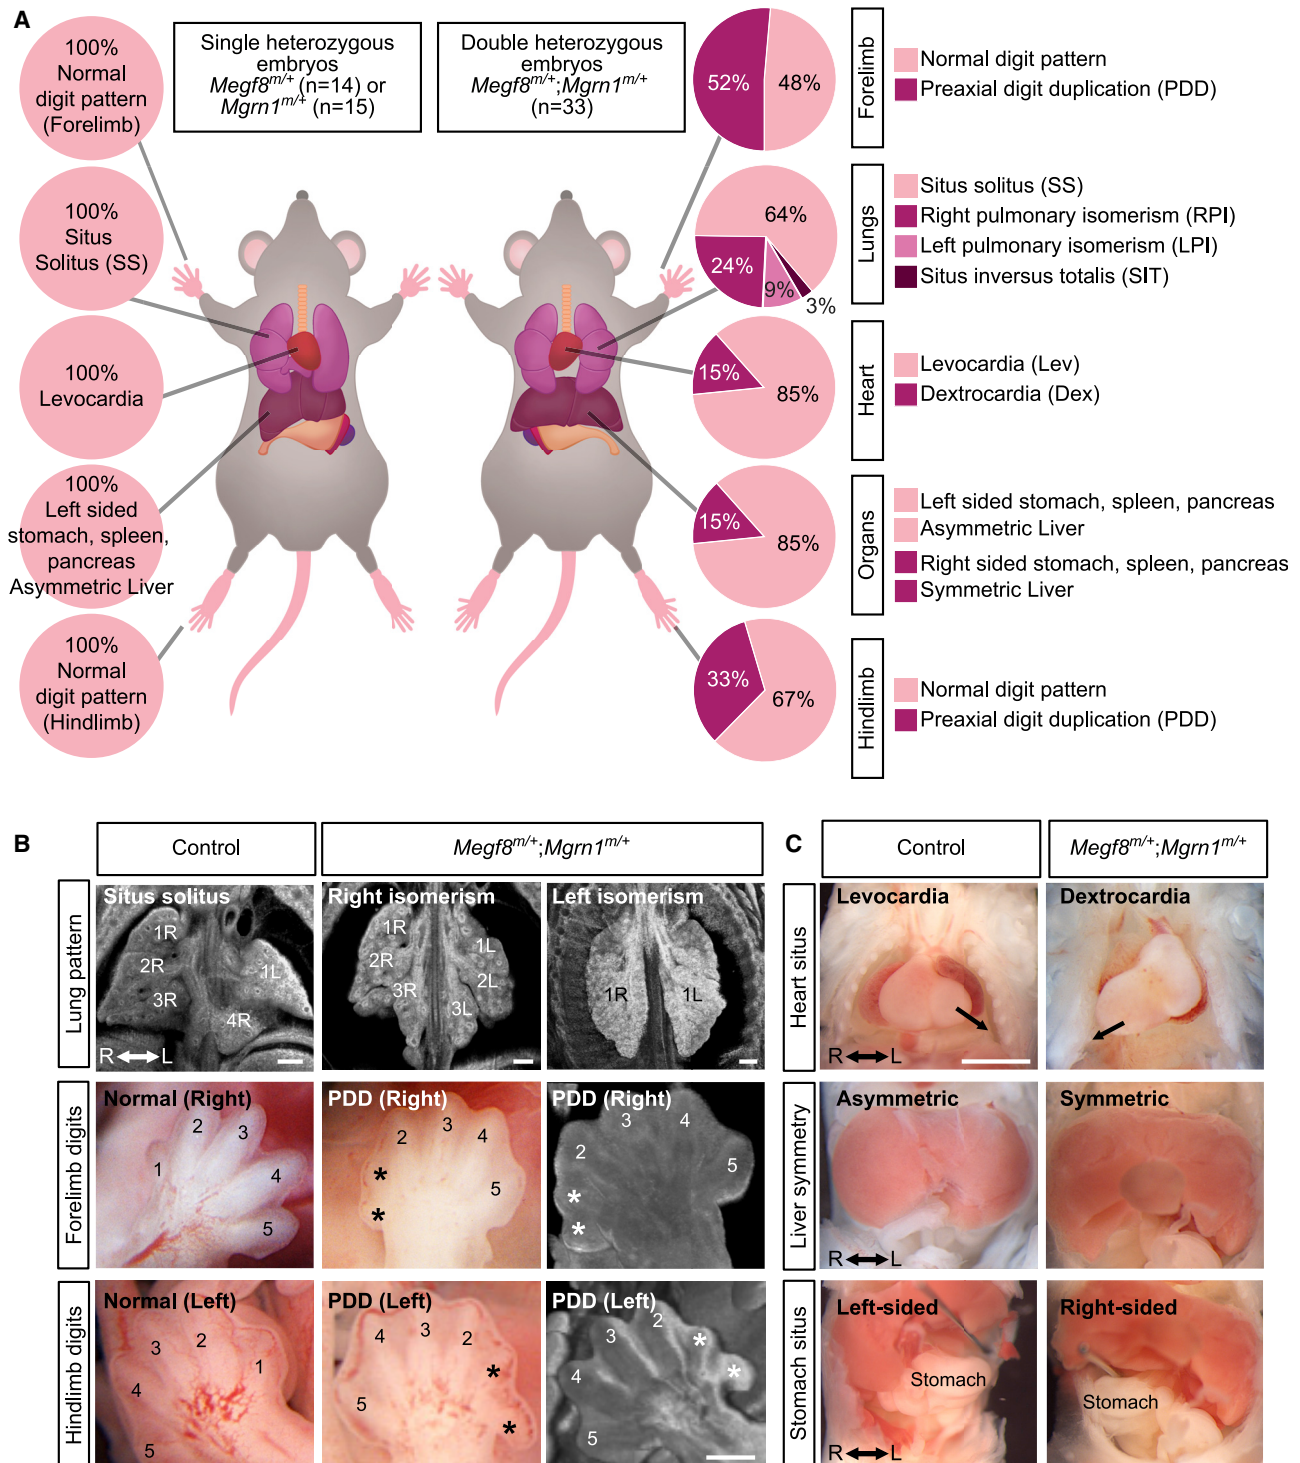 A
100%
Normal
digit pattern
(Forelimb)
100%
Situs
Solitus (SS)
100%
Levocardia
100%
Left sided
stomach, spleen,
pancreas
Asymmetric Liver
100%
Normal
digit pattern
(Hindlimb)
Single heterozygous
embryos
Megf8m/+ (n=14) or
Mgrn1m/+ (n=15)
Double heterozygous
embryos
Megf8m/+;Mgrn1m/+
(n=33)
52%
48%
Forelimb
Normal digit pattern
Preaxial digit duplication (PDD)
64%
24%
9%
3%
Lungs
Situs solitus (SS)
Right pulmonary isomerism (RPI)
Left pulmonary isomerism (LPI)
Situs inversus totalis (SIT)
15%
85%
Heart
Levocardia (Lev)
Dextrocardia (Dex)
15%
85%
Organs
Left sided stomach, spleen, pancreas
Asymmetric Liver
Right sided stomach, spleen, pancreas
Symmetric Liver
33%
67%
Hindlimb
Normal digit pattern
Preaxial digit duplication (PDD)
B
Control
Megf8m/+;Mgrn1m/+
Lung pattern
Situs solitus
1R
2R
3R
1L
4R
R L
Right isomerism
1R
2R
3R
1L
2L
3L
Left isomerism
1R
1L
Forelimb digits
Normal (Right)
1
2
3
4
5
PDD (Right)
2
3
4
5
*
*
PDD (Right)
2
3
4
5
*
*
Hindlimb digits
Normal (Left)
1
2
3
4
5
PDD (Left)
4
3
2
5
*
*
PDD (Left)
2
3
4
5
*
*
C
Control
Megf8m/+;Mgrn1m/+
Heart situs
Levocardia
R L
Dextrocardia
Liver symmetry
Asymmetric
R L
Symmetric
Stomach situs
Left-sided
Stomach
R L
Right-sided
Stomach